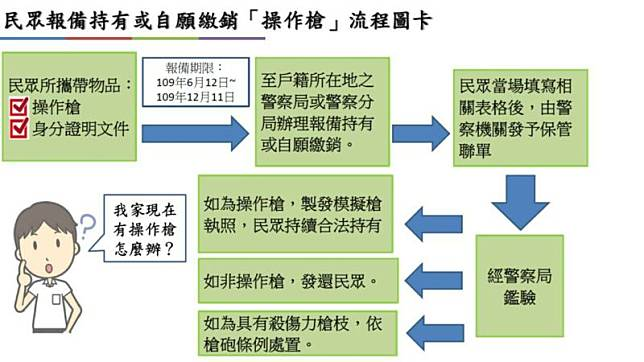 民眾報備持有或自願繳銷「操作槍」流程圖卡
民眾所攜帶物品：
操作槍
身分證明文件
報備期限：
109年6月12日~
109年12月11日
至戶籍所在地之
警察局或警察分
局辦理報備持有
或自願繳銷。
民眾當場填寫相
關表格後，由警
察機關發予保管
聯單
經警察局
鑑驗
如為操作槍，製發模擬槍
執照，民眾持續合法持有
如非操作槍，發還民眾。
如為具有殺傷力槍枝，依
槍砲條例處置。
我家現在
有操作槍
怎麼辦？